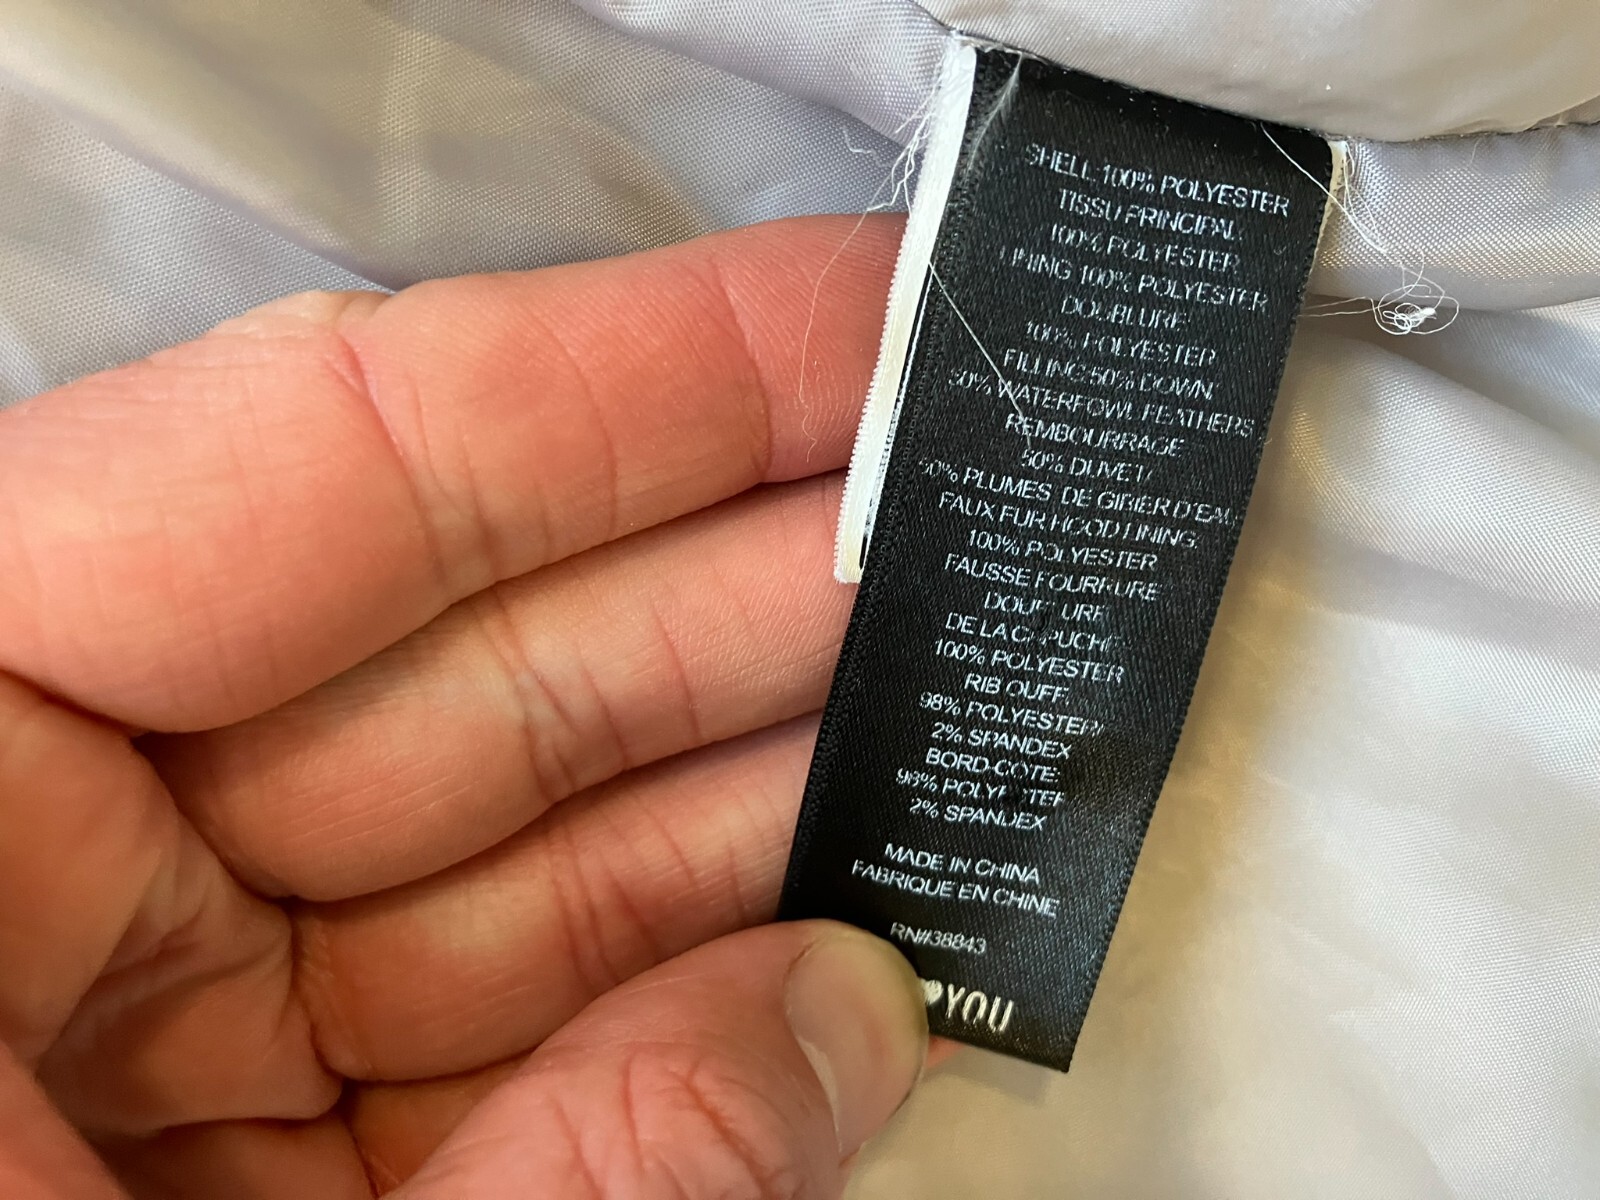 SHELL:100% POLYESTER
TISSU PRINCIPAL
100% POLYESTER
LINING 100% POLYESTER
DOUBLURE:
100% POLYESTER
FILLING:50% DOWN,
50% WATERFOWL FEATHERS
REMBOURRAGE
50% DUVET/
50% PLUMES DE GIBIER D'EAU
FAUX FUR HOOD LINING:
100% POLYESTER
FAUSSE FOURRURE
DOUBLURE
DE LA CAPUCHE
100% POLYESTER
RIB CUFF:
98% POLYESTER/
2% SPANDEX
BORD-COTE:
98% POLYESTER
2% SPANDEX
MADE IN CHINA
FABRIQUE EN CHINE
RN#138843
♥YOU